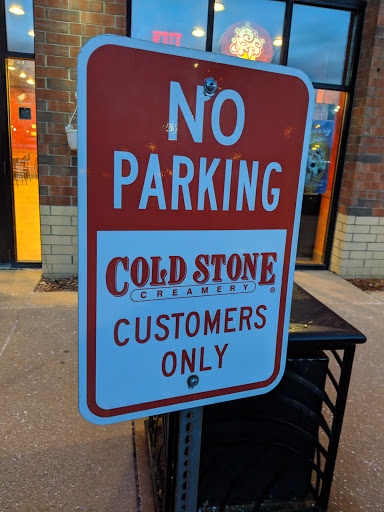 NO
PARKING
COLD STONE
CREAMERY ®
CUSTOMERS
ONLY